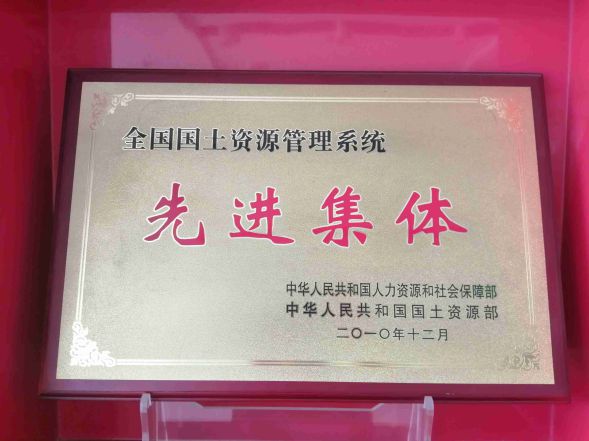 全国国土资源管理系统
先进集体
中华人民共和国人力资源和社会保障部
中华人民共和国国土资源部
二〇一〇年十二月